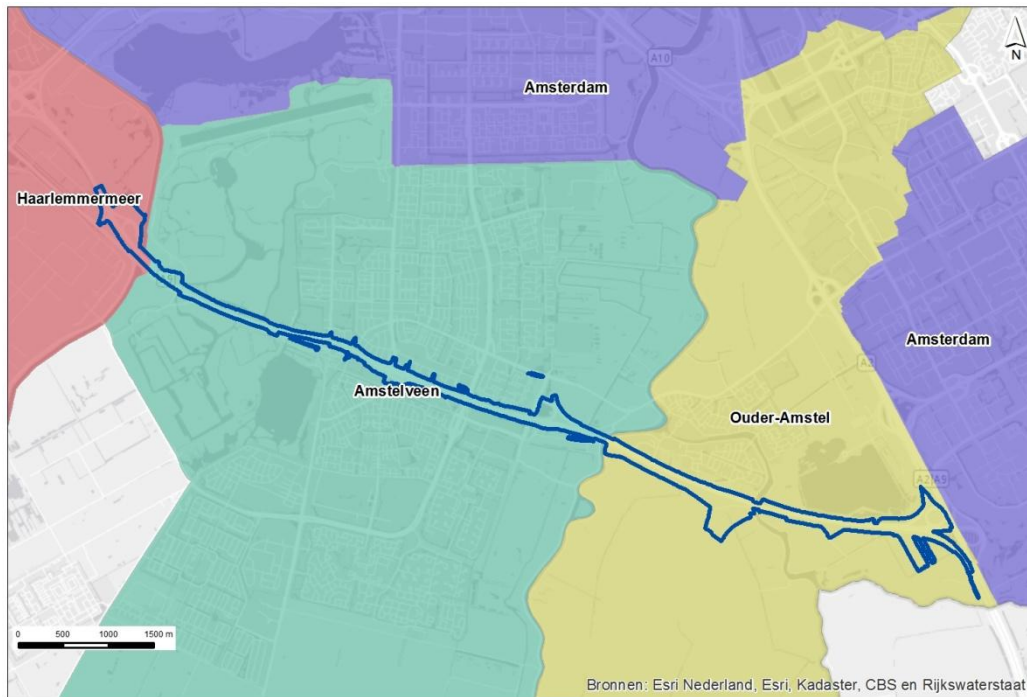 N
A10
Amsterdam
Haarlemmermeer
Amsterdam
A2
Amstelveen
Ouder-Amstel
A2|A9
0 500 1000 1500 m
Bronnen: Esri Nederland, Esri, Kadaster, CBS en Rijkswaterstaat